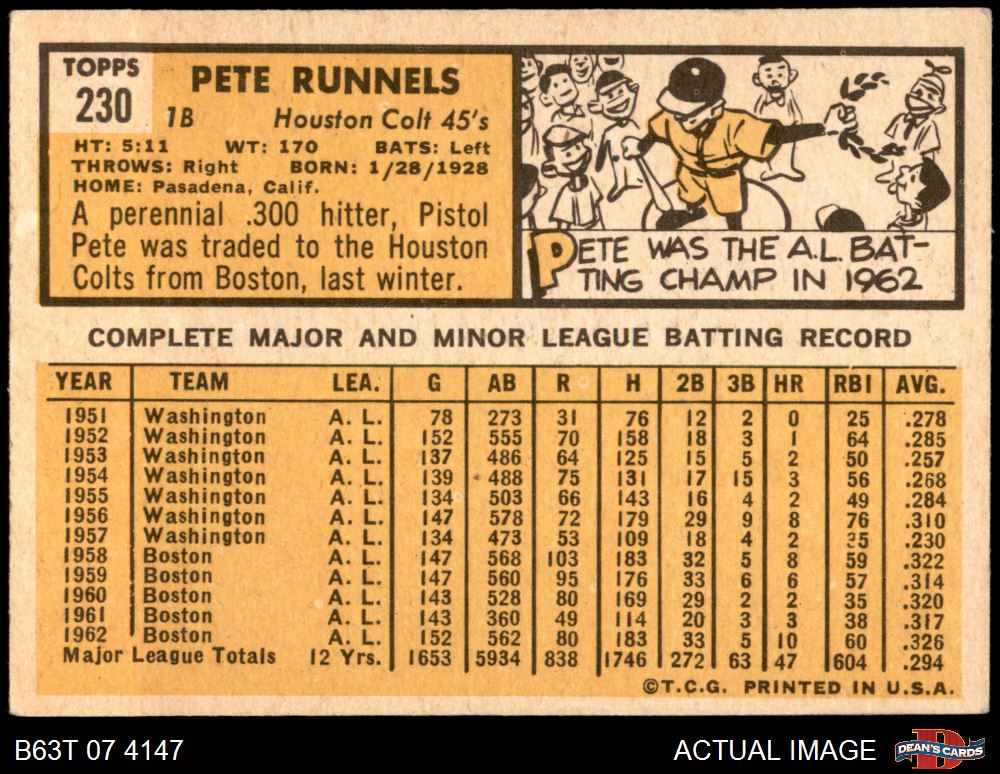 TOPPS
230
PETE RUNNELS
1B Houston Colt 45's
HT: 5:11 WT: 170 BATS: Left
THROWS: Right BORN: 1/28/1928
HOME: Pasadena, Calif.
A perennial .300 hitter, Pistol
Pete was traded to the Houston
Colts from Boston, last winter.
PETE WAS THE A.L. BAT-
TING CHAMP IN 1962
COMPLETE MAJOR AND MINOR LEAGUE BATTING RECORD
YEAR TEAM LEA. G AB R H 2B 3B HR RBI AVG.
1951 Washington A. L. 78 273 31 76 12 2 0 25 .278
1952 Washington A. L. 152 555 70 158 18 3 1 64 .285
1953 Washington A. L. 137 486 64 125 15 5 2 50 .257
1954 Washington A. L. 139 488 75 131 17 15 3 56 .268
1955 Washington A. L. 134 503 66 143 16 4 2 49 .284
1956 Washington A. L. 147 578 72 179 29 9 8 76 .310
1957 Washington A. L. 134 473 53 109 18 4 2 35 .230
1958 Boston A. L. 147 568 103 183 32 5 8 59 .322
1959 Boston A. L. 147 560 95 176 33 6 6 57 .314
1960 Boston A. L. 143 528 80 169 29 2 2 35 .320
1961 Boston A. L. 143 360 49 114 20 3 3 38 .317
1962 Boston A. L. 152 562 80 183 33 5 10 60 .326
Major League Totals 12 Yrs. 1653 5934 838 1746 272 63 47 604 .294
©T.C.G. PRINTED IN U.S.A.
B63T 07 4147 ACTUAL IMAGE
D
DEAN'S CARDS